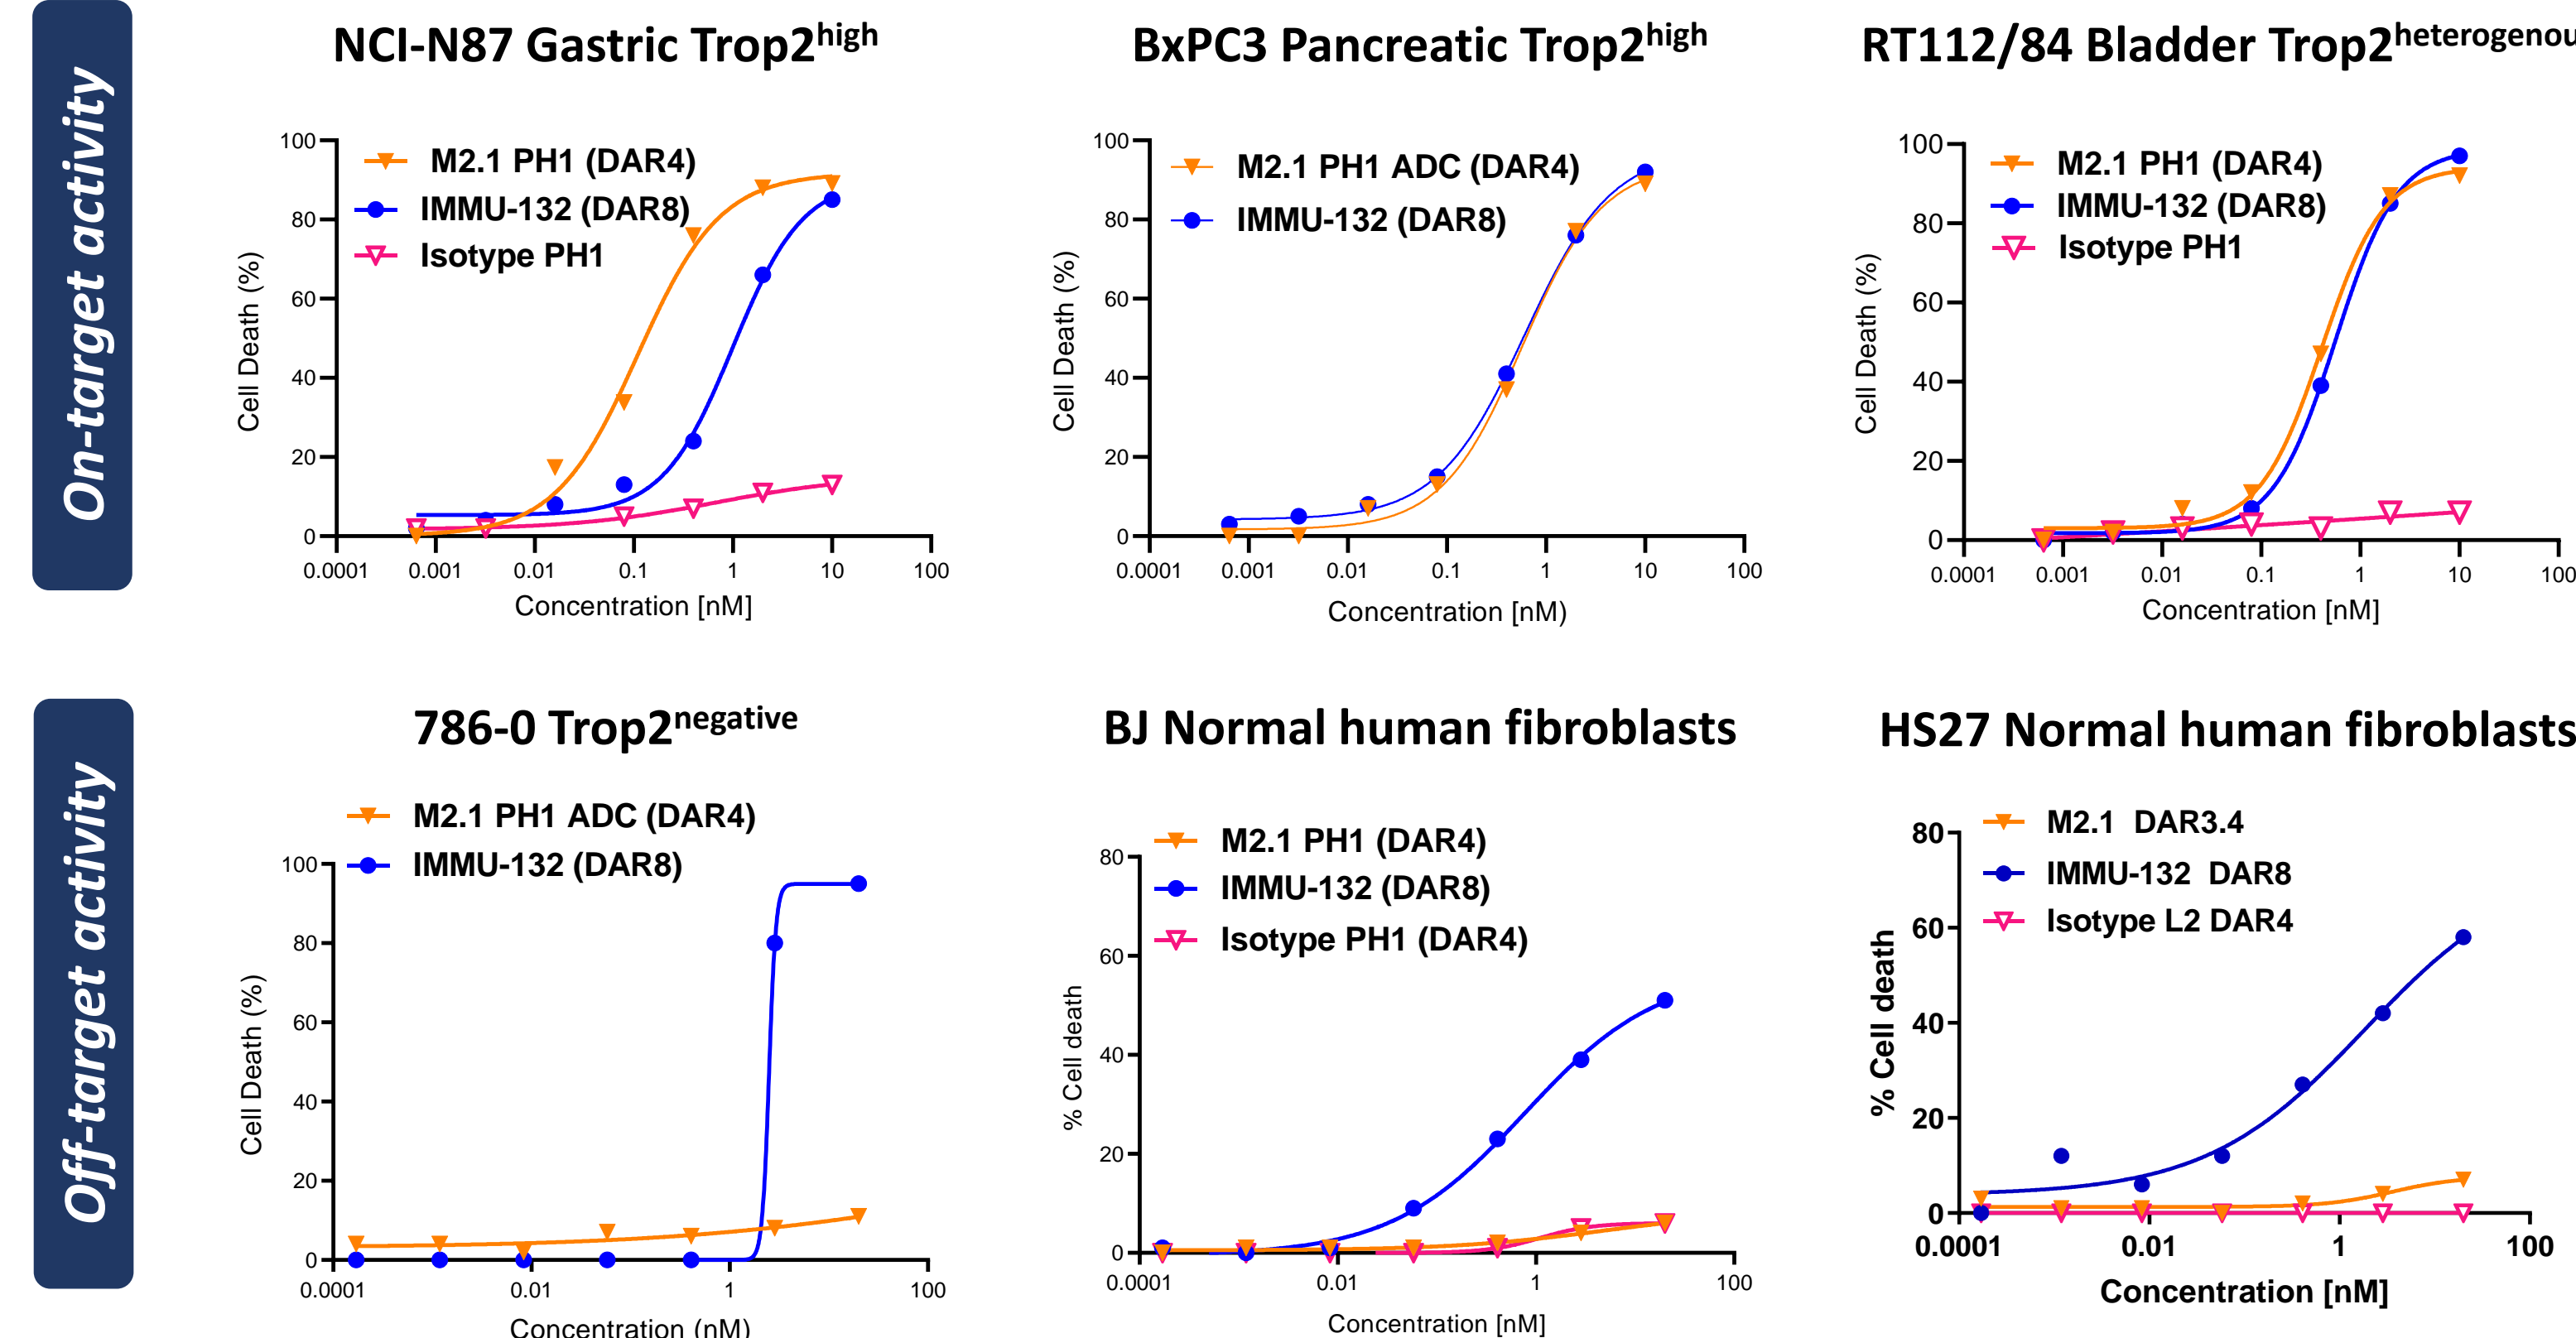 On-target activity
NCI-N87 Gastric Trop2high
M2.1 PH1 (DAR4)
IMMU-132 (DAR8)
Isotype PH1
Cell Death (%)
100
80
60
40
20
0
0.0001 0.001 0.01 0.1 1 10 100
Concentration [nM]
BxPC3 Pancreatic Trop2high
M2.1 PH1 ADC (DAR4)
IMMU-132 (DAR8)
Cell Death (%)
100
80
60
40
20
0
0.0001 0.001 0.01 0.1 1 10 100
Concentration [nM)
RT112/84 Bladder Trop2heterogenou
M2.1 PH1 (DAR4)
IMMU-132 (DAR8)
Isotype PH1
Cell Death (%)
100
80
60
40
20
0
0.0001 0.001 0.01 0.1 1 10 100
Concentration [nM]
Off-target activity
786-0 Trop2negative
M2.1 PH1 ADC (DAR4)
IMMU-132 (DAR8)
Cell Death (%)
100
80
60
40
20
0
0.0001 0.01 1 100
Concentration (nM)
BJ Normal human fibroblasts
M2.1 PH1 (DAR4)
IMMU-132 (DAR8)
Isotype PH1 (DAR4)
% Cell death
80
60
40
20
0
0.0001 0.01 1 100
Concentration [nM]
HS27 Normal human fibroblasts
M2.1 DAR3.4
IMMU-132 DAR8
Isotype L2 DAR4
% Cell death
80
60
40
20
0
0.0001 0.01 1 100
Concentration [nM]